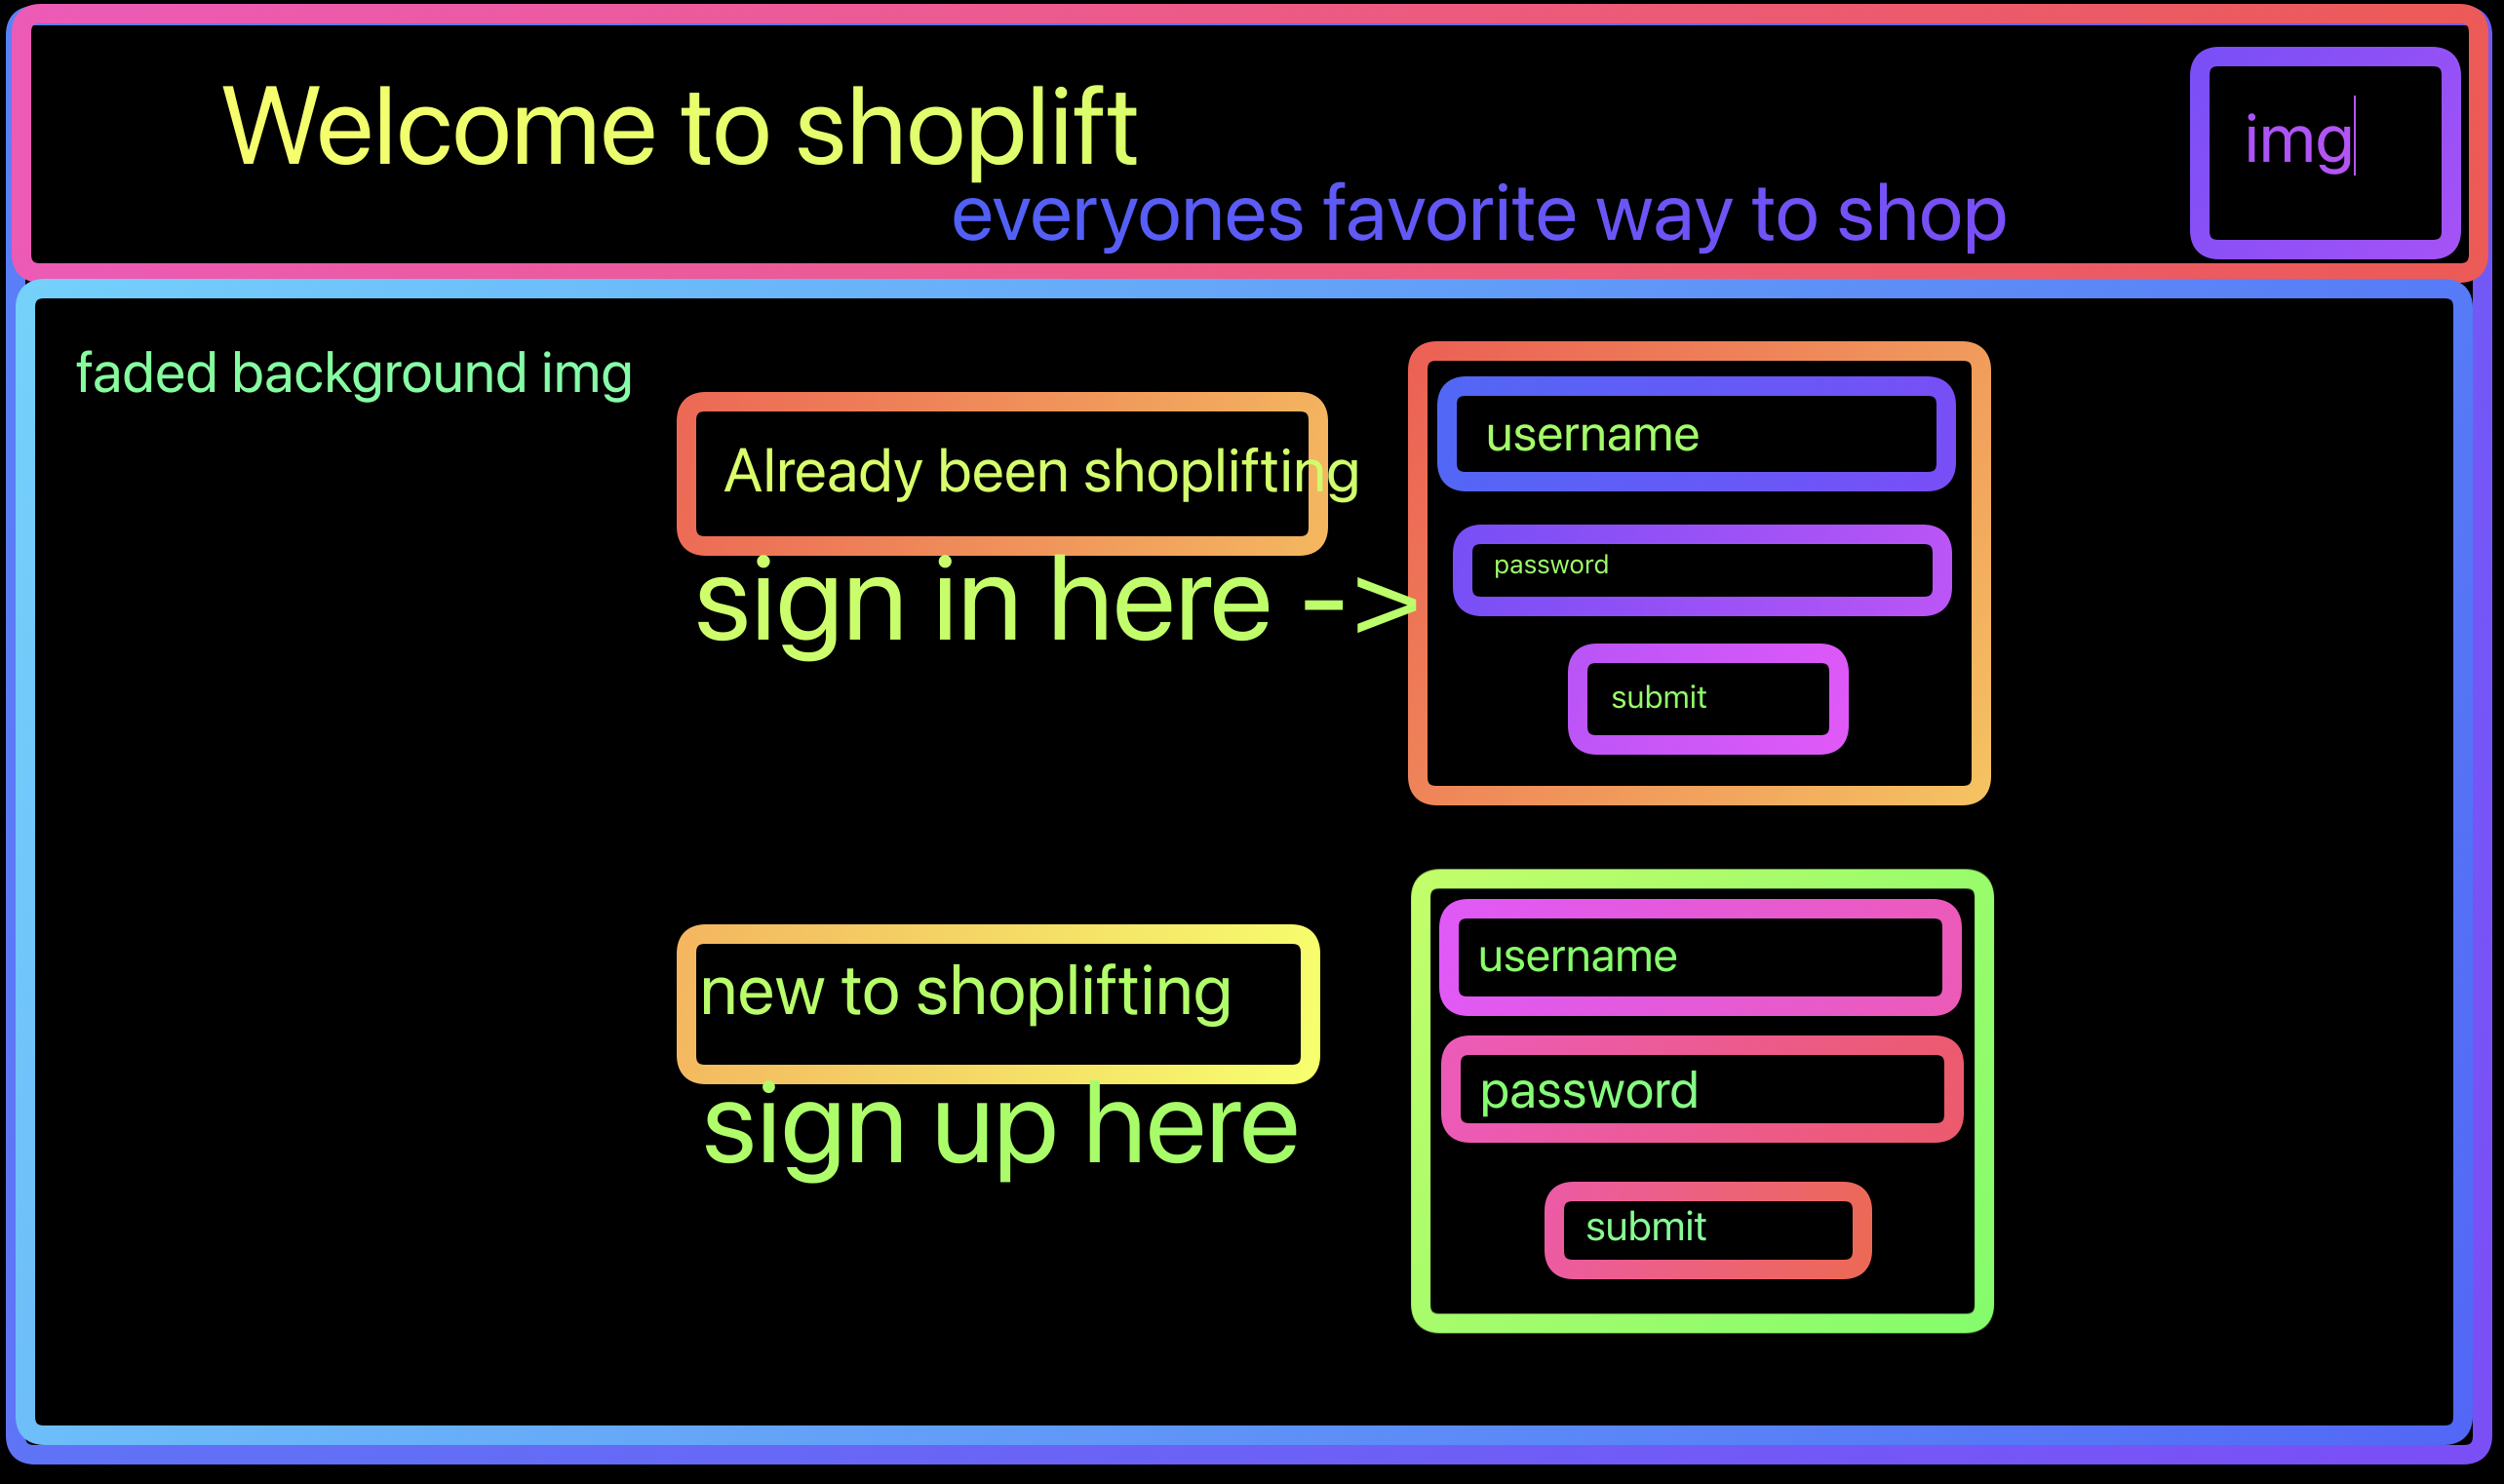 Welcome to shoplift
img
everyones favorite way to shop
faded background img
Already been shoplifting
sign in here ->
username
password
submit
new to shoplifting
sign up here
username
password
submit